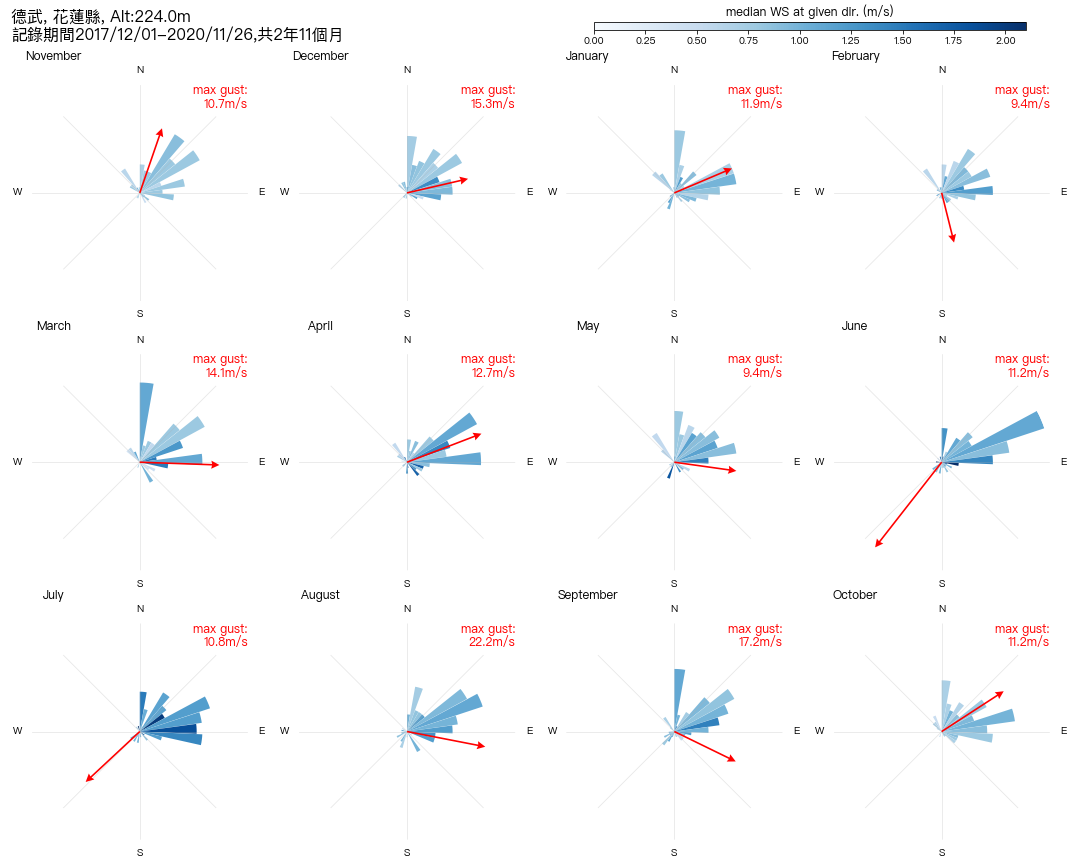 德武, 花蓮縣, Alt:224.0m
記錄期間2017/12/01−2020/11/26,共2年11個月
median WS at given dir. (m/s)
0.00 0.25 0.50 0.75 1.00 1.25 1.50 1.75 2.00
November
N
max gust:
10.7m/s
W
E
S
December
N
max gust:
15.3m/s
W
E
S
January
N
max gust:
11.9m/s
W
E
S
February
N
max gust:
9.4m/s
W
E
S
March
N
max gust:
14.1m/s
W
E
S
April
N
max gust:
12.7m/s
W
E
S
May
N
max gust:
9.4m/s
W
E
S
June
N
max gust:
11.2m/s
W
E
S
July
N
max gust:
10.8m/s
W
E
S
August
N
max gust:
22.2m/s
W
E
S
September
N
max gust:
17.2m/s
W
E
S
October
N
max gust:
11.2m/s
W
E
S